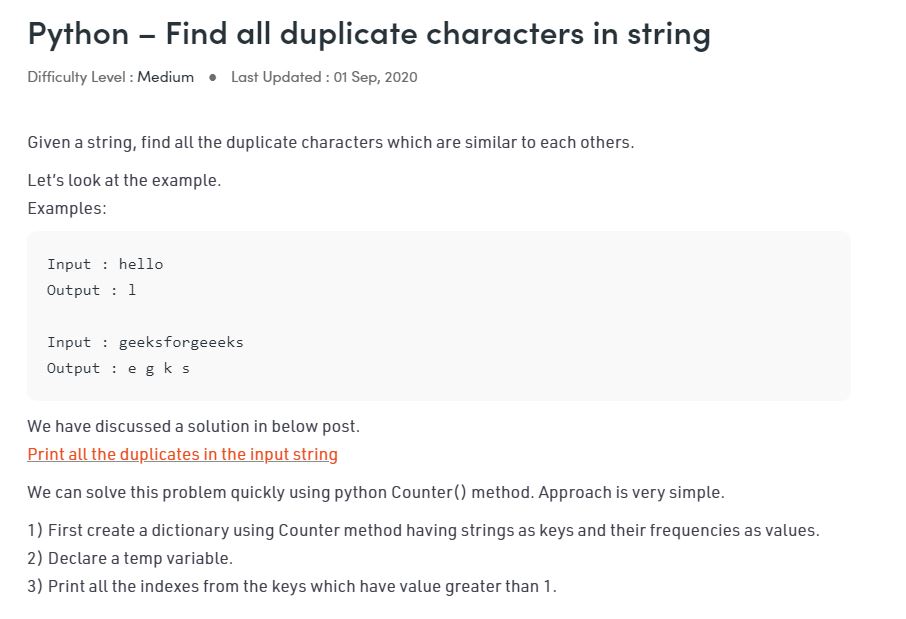 Python – Find all duplicate characters in string
Difficulty Level : Medium ● Last Updated : 01 Sep, 2020
Given a string, find all the duplicate characters which are similar to each others.
Let’s look at the example.
Examples:
Input : hello
Output : l
Input : geeksforgeeeks
Output : e g k s
We have discussed a solution in below post.
Print all the duplicates in the input string
We can solve this problem quickly using python Counter() method. Approach is very simple.
1) First create a dictionary using Counter method having strings as keys and their frequencies as values.
2) Declare a temp variable.
3) Print all the indexes from the keys which have value greater than 1.